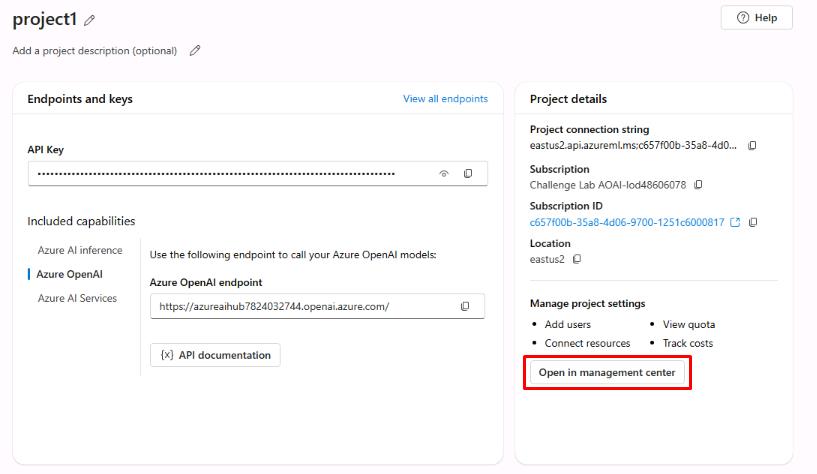 project1
Help
Add a project description (optional)
Endpoints and keys
View all endpoints
API Key
Included capabilities
Azure AI inference
Azure OpenAI
Azure AI Services
Use the following endpoint to call your Azure OpenAI models:
Azure OpenAI endpoint
https://azureaihub7824032744.openai.azure.com/
{x} API documentation
Project details
Project connection string
eastus2.api.azureml.ms;c657f00b-35a8-4d0...
Subscription
Challenge Lab AOAI-lod48606078
Subscription ID
c657f00b-35a8-4d06-9700-1251c6000817
Location
eastus2
Manage project settings
• Add users
• View quota
• Connect resources
• Track costs
Open in management center